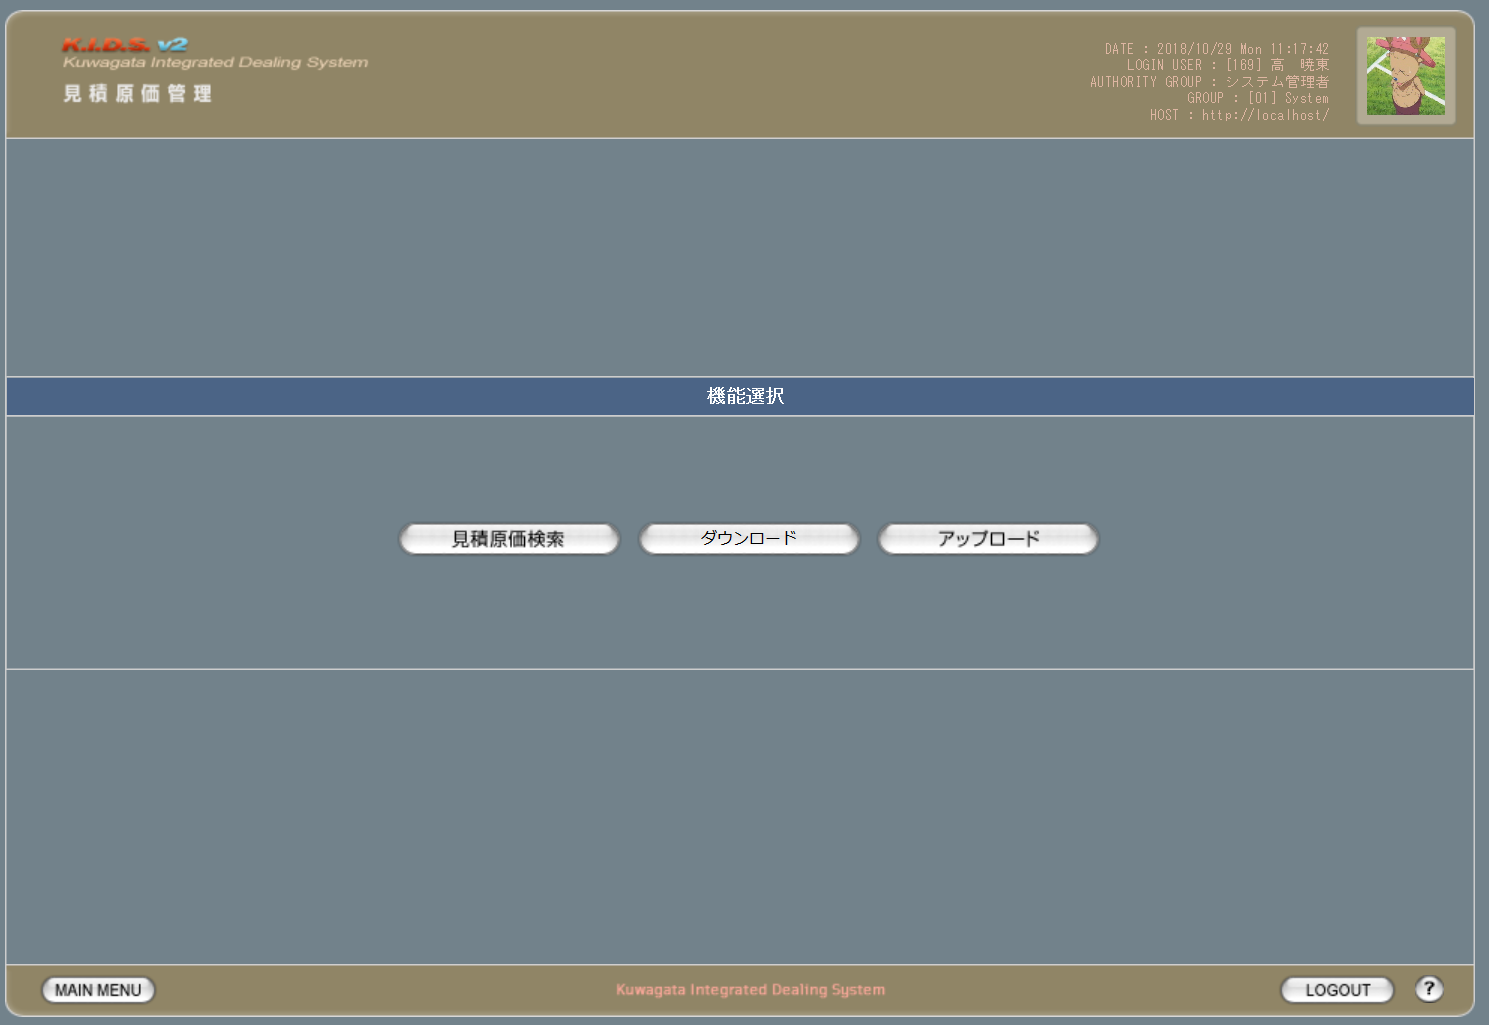 K.I.D.S. v2
Kuwagata Integrated Dealing System
見積原価管理
DATE : 2018/10/29 Mon 11:17:42
LOGIN USER : [169] 高　暁東
AUTHORITY GROUP : システム管理者
GROUP : [01] System
HOST : http://localhost/
機能選択
見積原価検索
ダウンロード
アップロード
MAIN MENU
Kuwagata Integrated Dealing System
LOGOUT
?